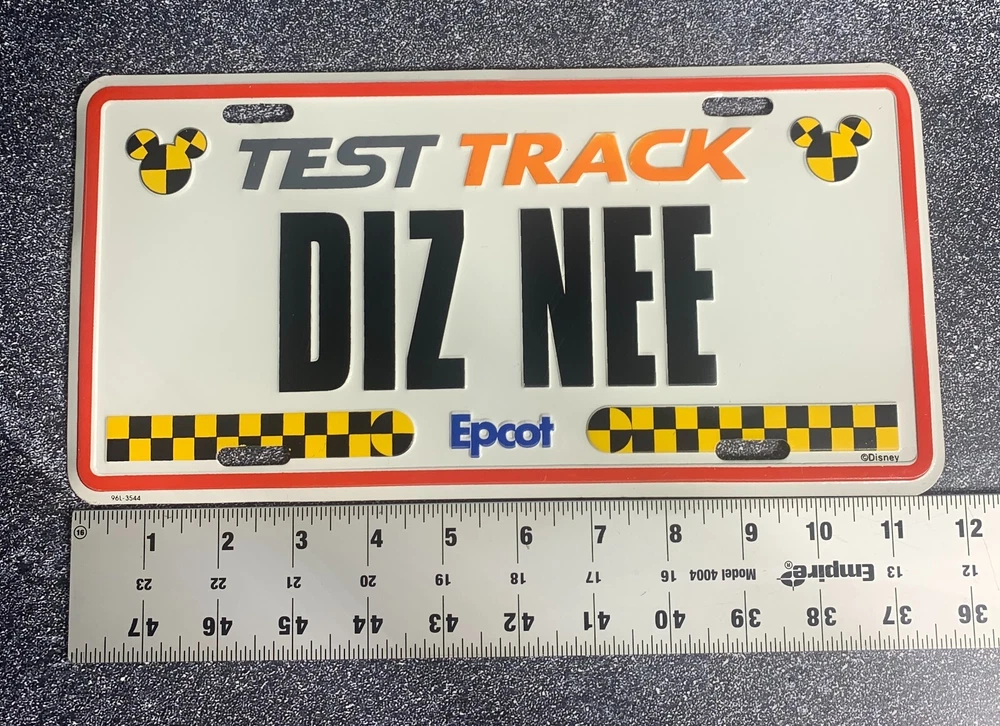 TEST TRACK
DIZ NEE
Epcot
©Disney
96L-3544
16 1 2 3 4 5 6 7 8 9 10 11 12
23 22 21 20 19 18 17 16 Model 4004 Empire® 13 12
47 46 45 44 43 42 41 40 39 38 37 36